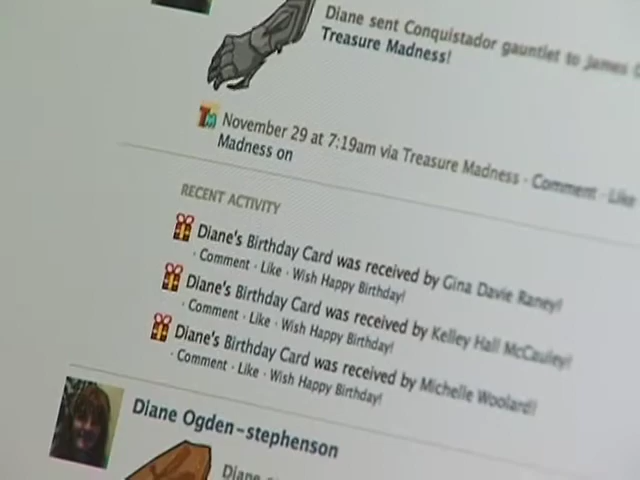 Diane sent Conquistador gauntlet to James
Treasure Madness!
November 29 at 7:19am via Treasure Madness · Comment · Like
Madness on
RECENT ACTIVITY
Diane's Birthday Card was received by Gina Davie Raney!
· Comment · Like · Wish Happy Birthday!
Diane's Birthday Card was received by Kelley Hall McCauley!
· Comment · Like · Wish Happy Birthday!
Diane's Birthday Card was received by Michelle Woolard!
· Comment · Like · Wish Happy Birthday!
Diane Ogden-stephenson
Diane